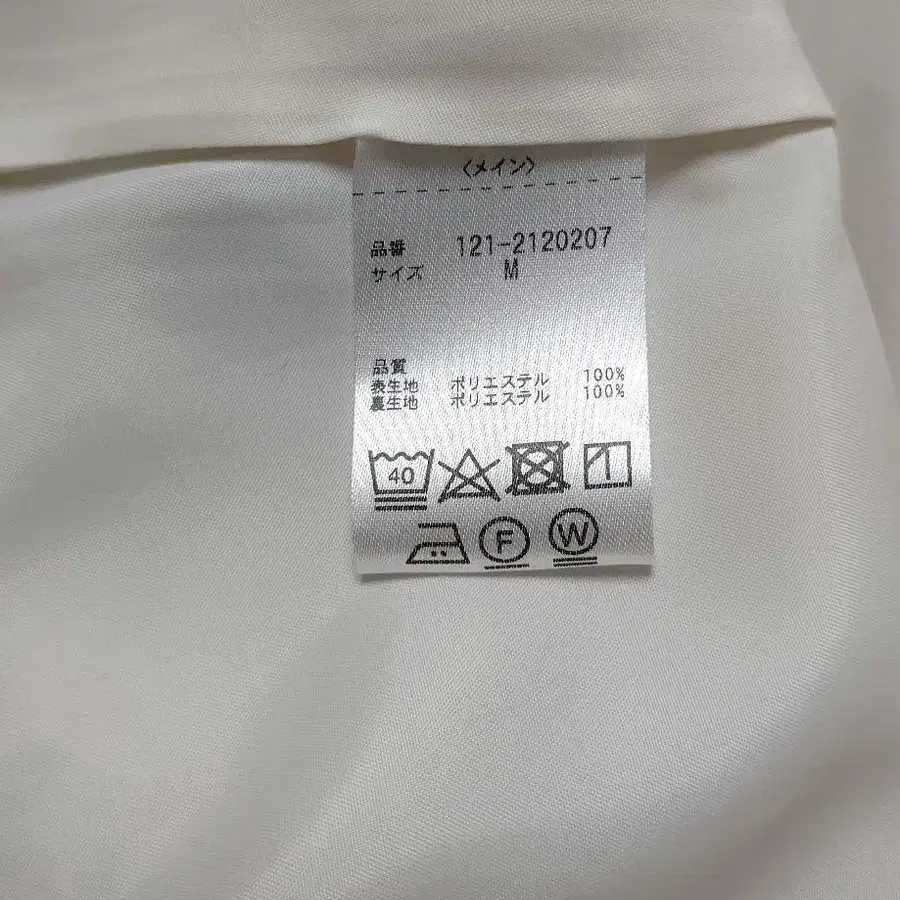 〈メイン〉
品番 121-2120207
サイズ M
品質
表生地 ポリエステル 100%
裏生地 ポリエステル 100%
40
F
W